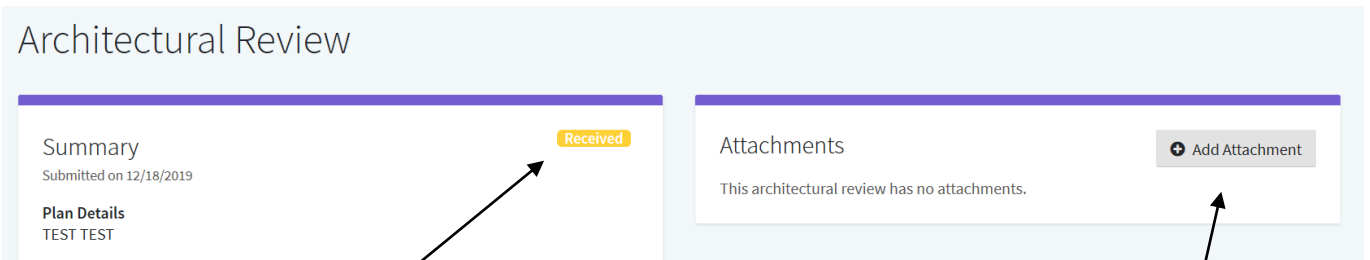 Architectural Review
Summary
Received
Submitted on 12/18/2019
Plan Details
TEST TEST
Attachments
Add Attachment
This architectural review has no attachments.